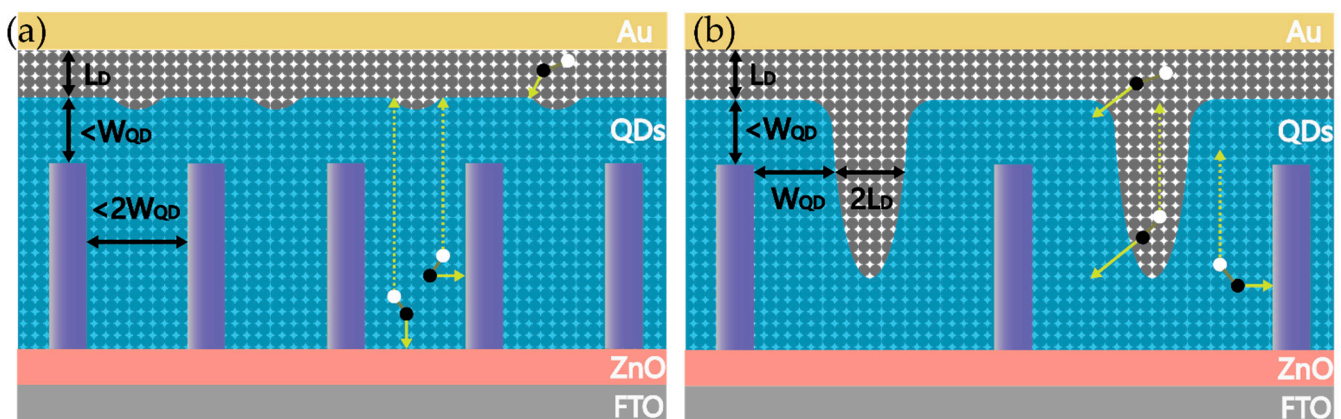 (a)
Au
LD
<WQD
QDs
<2WQD
ZnO
FTO
(b)
Au
LD
<WQD
QDs
WQD
2LD
ZnO
FTO